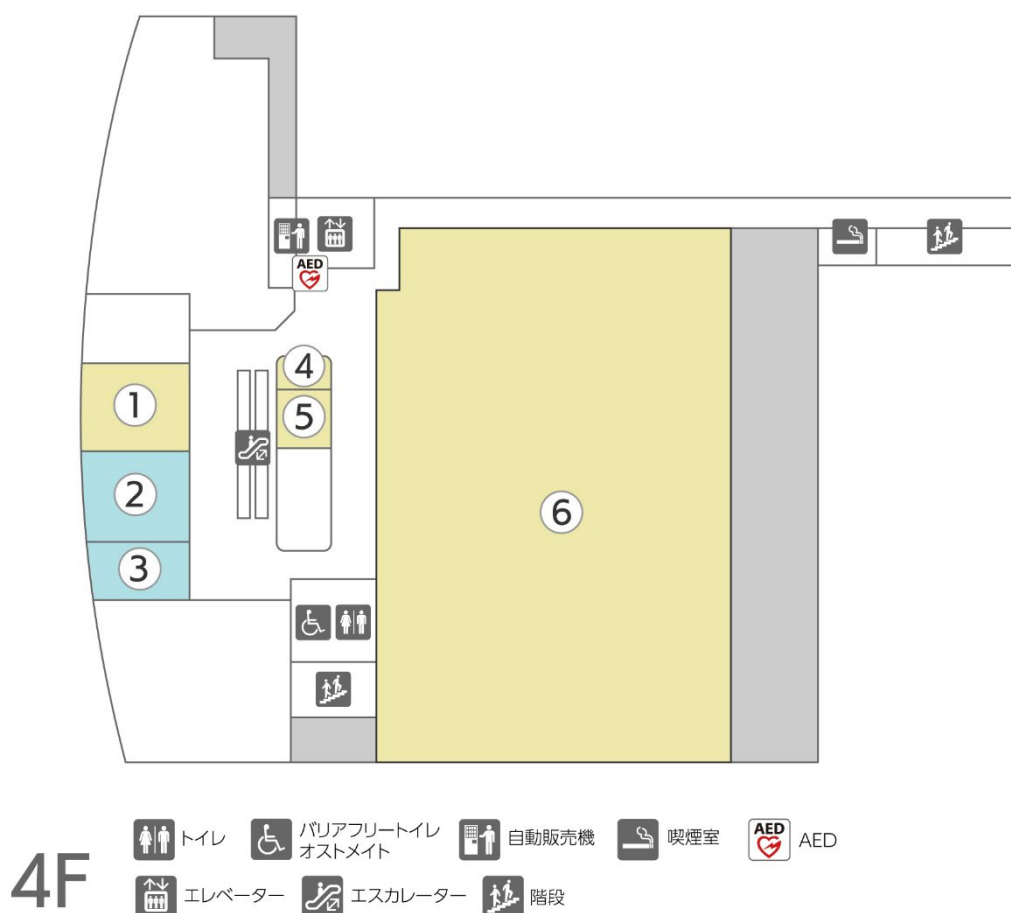 AED
①
④
⑤
②
⑥
③
トイレ
バリアフリートイレ
オストメイト
自動販売機
喫煙室
AED
AED
4F
エレベーター
エスカレーター
階段